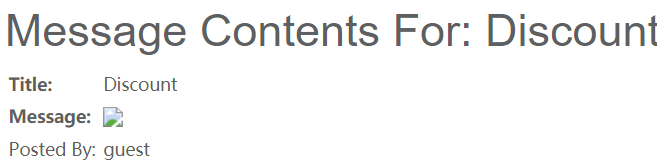 Message Contents For: Discount
Title: Discount
Message:
Posted By: guest